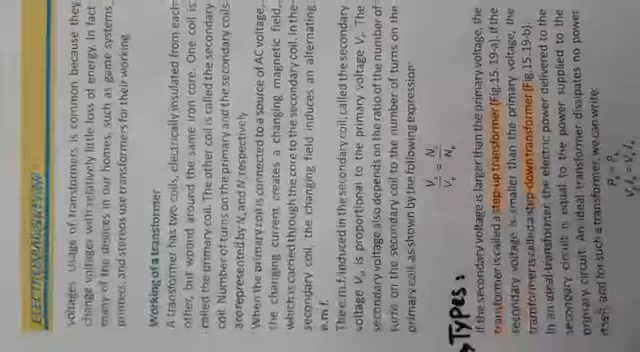 ELECTROMAGNETISM
voltages. Usage of transformers is common because they
change voltages with relatively little loss of energy. In fact
many of the devices in our homes, such as game systems,
printers, and stereos use transformers for their working.
Working of a transformer
A transformer has two coils, electrically insulated from each
other, but wound around the same iron core. One coil is
called the primary coil. The other coil is called the secondary
coil. Number of turns on the primary and the secondary coils
are represented by Nₚ and Nₛ respectively.
When the primary coil is connected to a source of AC voltage,
the changing current creates a changing magnetic field,
which is carried through the core to the secondary coil. In the
secondary coil, the changing field induces an alternating
e.m.f.
The e.m.f. induced in the secondary coil, called the secondary
voltage Vₛ, is proportional to the primary voltage Vₚ. The
secondary voltage also depends on the ratio of the number of
turns on the secondary coil to the number of turns on the
primary coil, as shown by the following expression:
Vₛ/Vₚ = Nₛ/Nₚ
→Types:
If the secondary voltage is larger than the primary voltage, the
transformer is called a step-up transformer (Fig.15.19-a). If the
secondary voltage is smaller than the primary voltage, the
transformer is called a step-down transformer (Fig.15.19-b).
In an ideal transformer, the electric power delivered to the
secondary circuit is equal to the power supplied to the
primary circuit. An ideal transformer dissipates no power
itself, and for such a transformer, we can write:
Pₚ = Pₛ
VₚIₚ = VₛIₛ